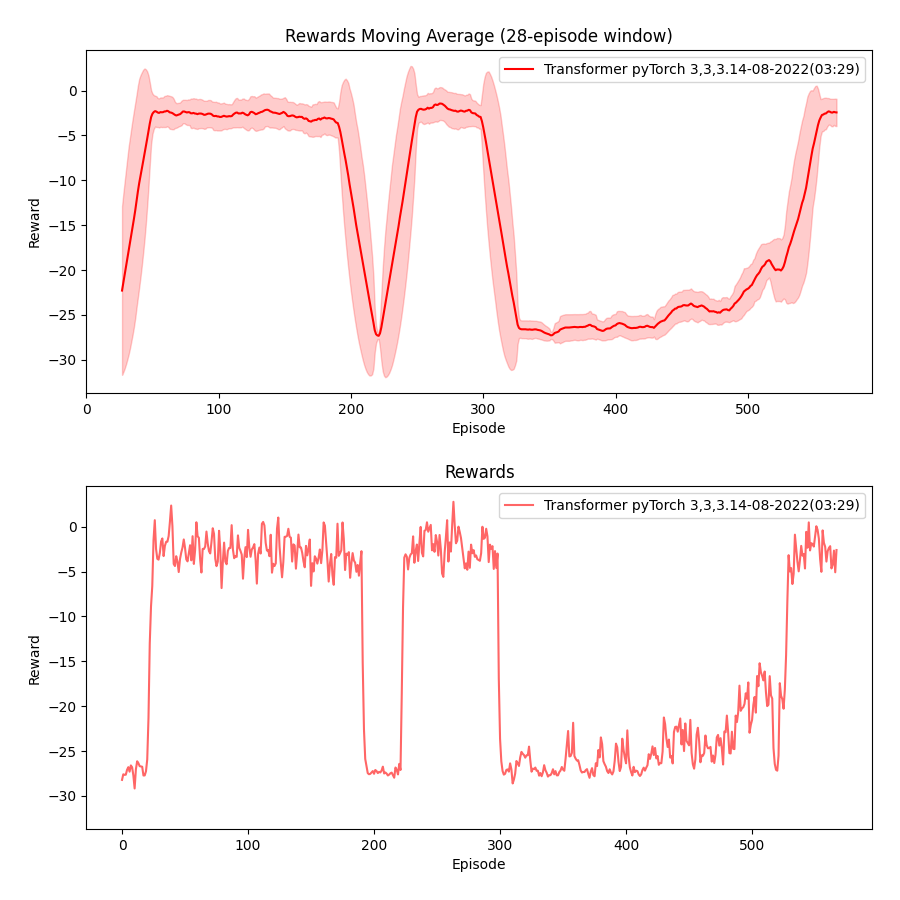 Rewards Moving Average (28-episode window)
Transformer pyTorch 3,3,3.14-08-2022(03:29)
0
−5
−10
−15
−20
−25
−30
Reward
0 100 200 300 400 500
Episode
Rewards
Transformer pyTorch 3,3,3.14-08-2022(03:29)
0
−5
−10
−15
−20
−25
−30
Reward
0 100 200 300 400 500
Episode